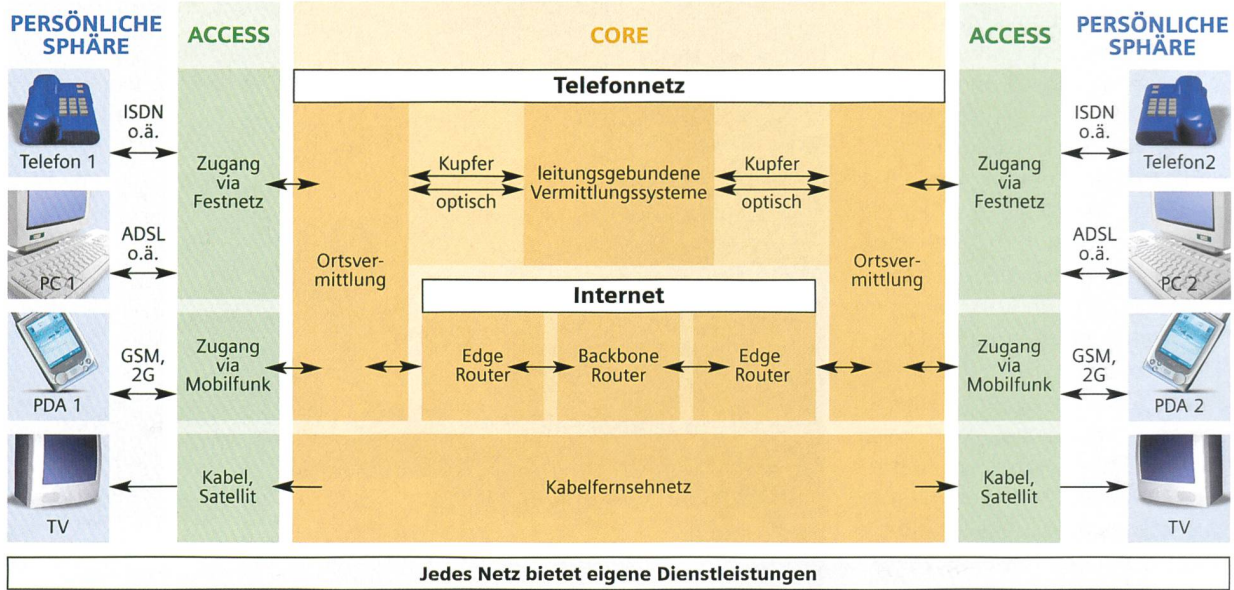 PERSÖNLICHE
SPHÄRE
ACCESS
CORE
ACCESS
PERSÖNLICHE
SPHÄRE
Telefonnetz
ISDN
o.ä.
Telefon 1
Zugang
via
Festnetz
Kupfer
optisch
leitungsgebundene
Vermittlungssysteme
Kupfer
optisch
Zugang
via
Festnetz
ISDN
o.ä.
Telefon2
ADSL
o.ä.
PC 1
Ortsver-
mittlung
Ortsver-
mittlung
ADSL
o.ä.
PC 2
Internet
GSM,
2G
PDA 1
Zugang
via
Mobilfunk
Edge
Router
Backbone
Router
Edge
Router
Zugang
via
Mobilfunk
GSM,
2G
PDA 2
TV
Kabel,
Satellit
Kabelfernsehnetz
Kabel,
Satellit
TV
Jedes Netz bietet eigene Dienstleistungen